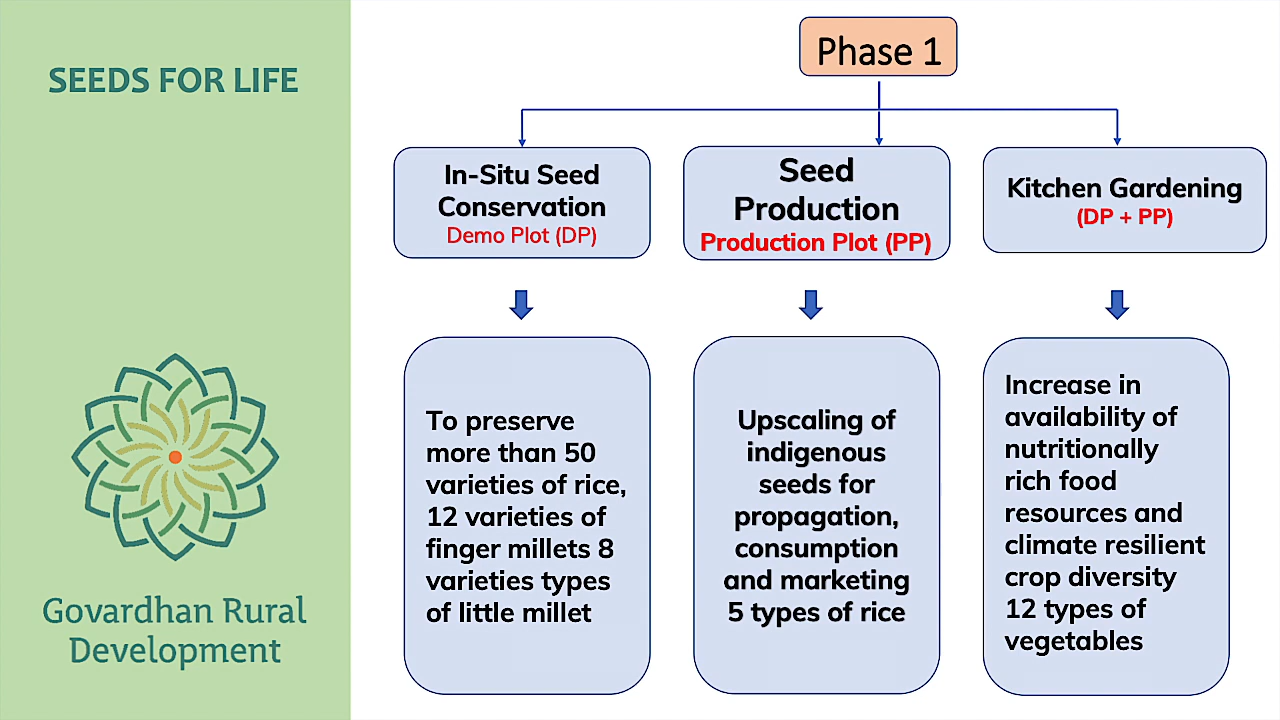 SEEDS FOR LIFE
Govardhan Rural
Development
Phase 1
In-Situ Seed
Conservation
Demo Plot (DP)
Seed
Production
Production Plot (PP)
Kitchen Gardening
(DP + PP)
To preserve
more than 50
varieties of rice,
12 varieties of
finger millets 8
varieties types
of little millet
Upscaling of
indigenous
seeds for
propagation,
consumption
and marketing
5 types of rice
Increase in
availability of
nutritionally
rich food
resources and
climate resilient
crop diversity
12 types of
vegetables